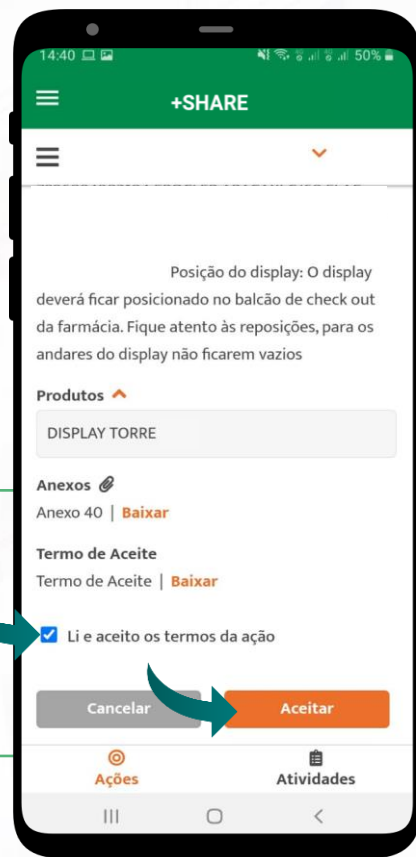 14:40 50%
+SHARE
Posição do display: O display
deverá ficar posicionado no balcão de check out
da farmácia. Fique atento às reposições, para os
andares do display não ficarem vazios
Produtos
DISPLAY TORRE
Anexos
Anexo 40 | Baixar
Termo de Aceite
Termo de Aceite | Baixar
Li e aceito os termos da ação
Cancelar Aceitar
Ações Atividades